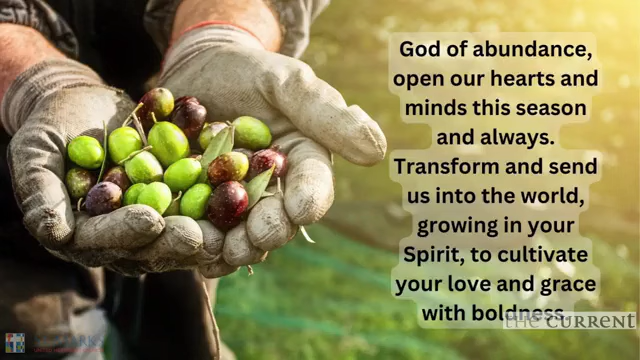 God of abundance,
open our hearts and
minds this season
and always.
Transform and send
us into the world,
growing in your
Spirit, to cultivate
your love and grace
with boldness.
the CURRENT